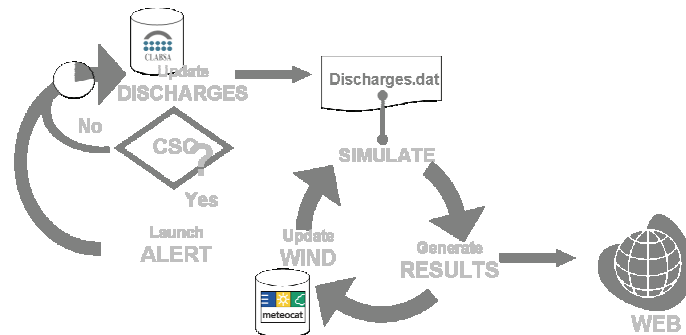 CLABSA
Update
DISCHARGES
Discharges.dat
No
CSO
?
SIMULATE
Yes
Launch
ALERT
Update
WIND
Generate
RESULTS
meteocat
WEB